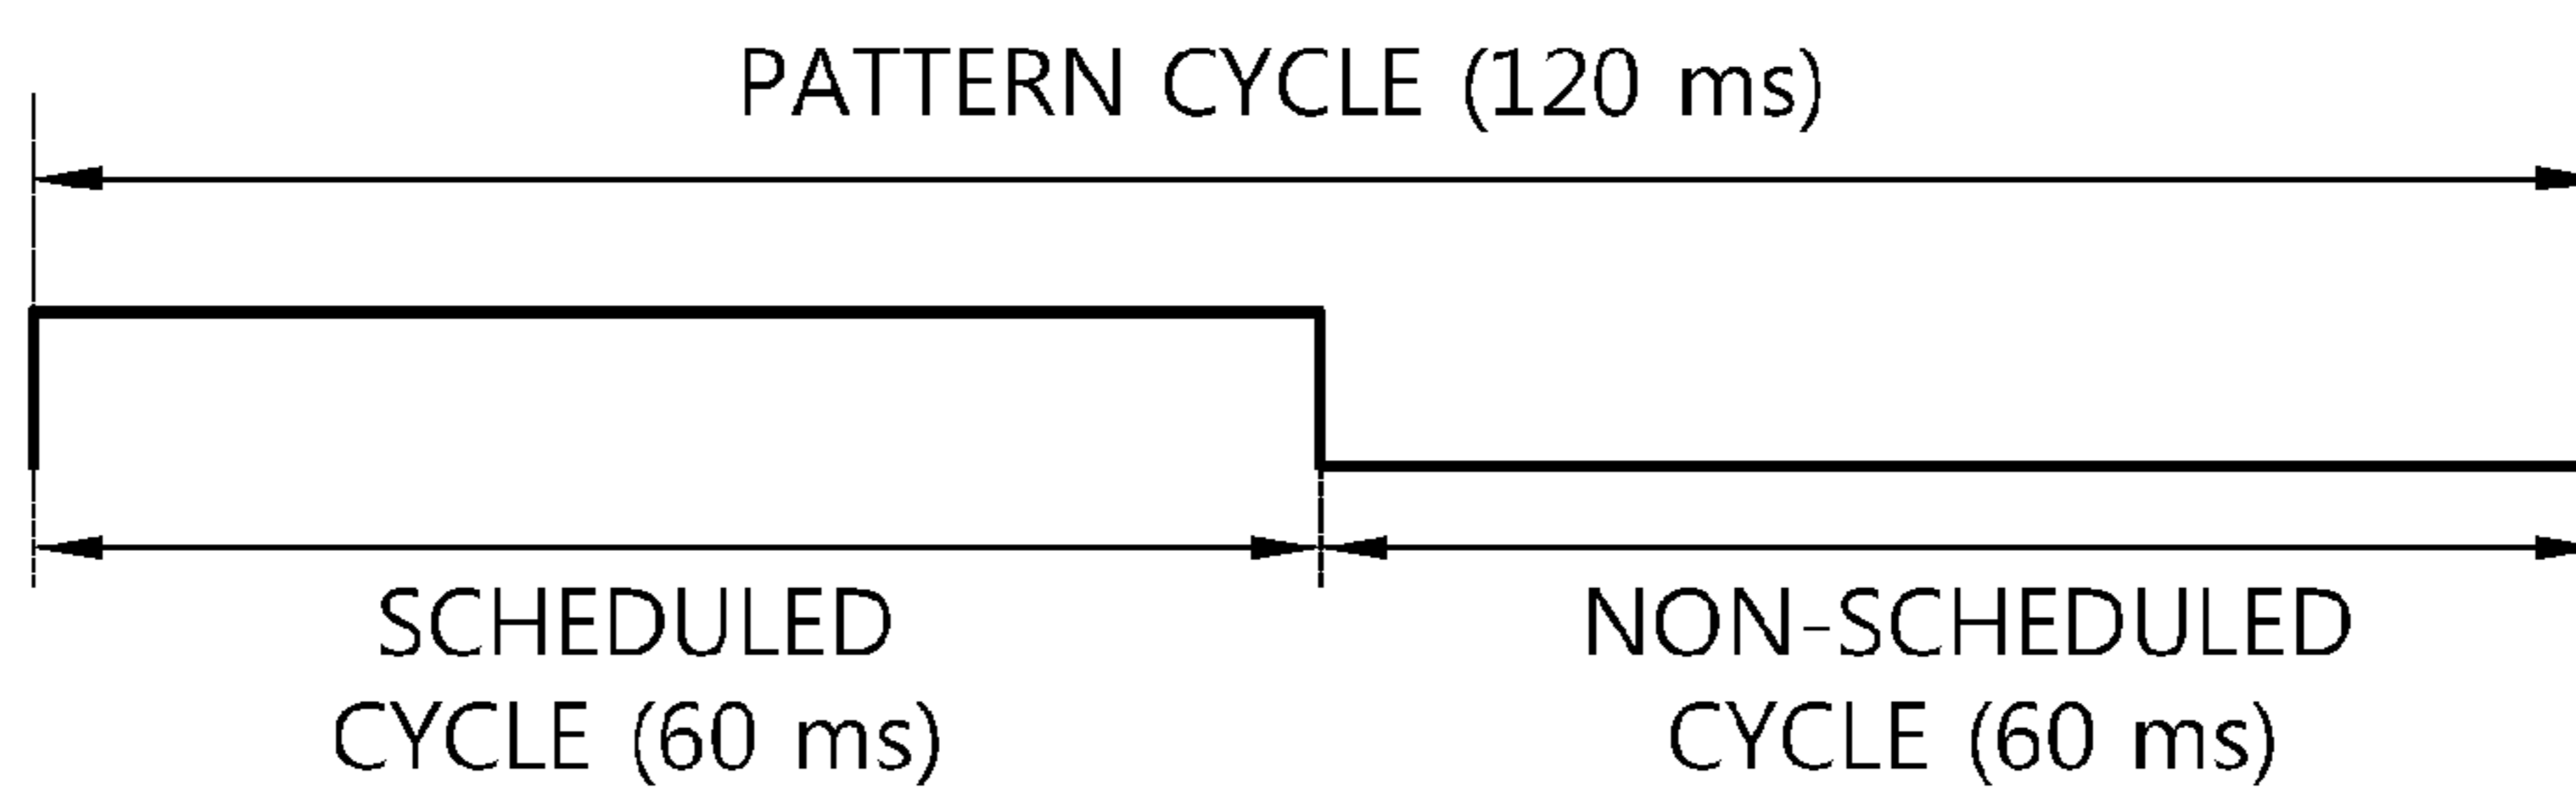 PATTERN CYCLE (120 ms)
SCHEDULED
CYCLE (60 ms)
NON-SCHEDULED
CYCLE (60 ms)